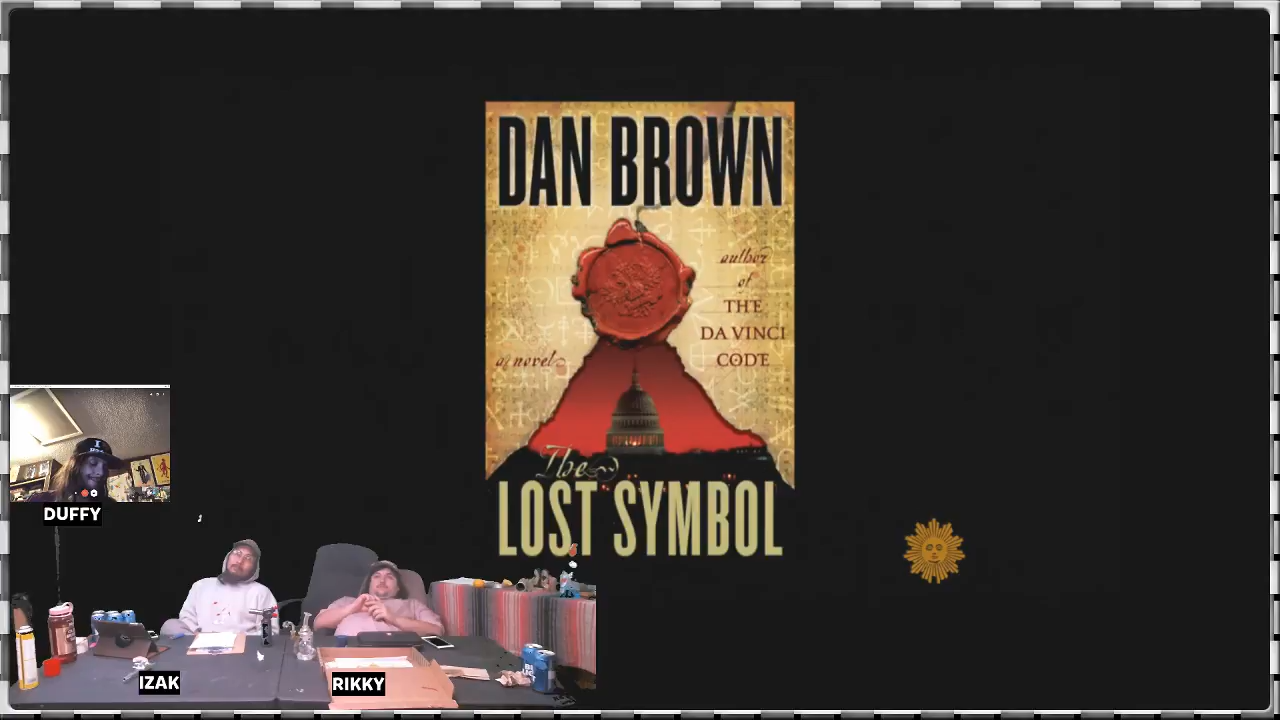 DAN BROWN
author
of
THE
DA VINCI
CODE
a novel
The
LOST SYMBOL
DUFFY
IZAK
RIKKY